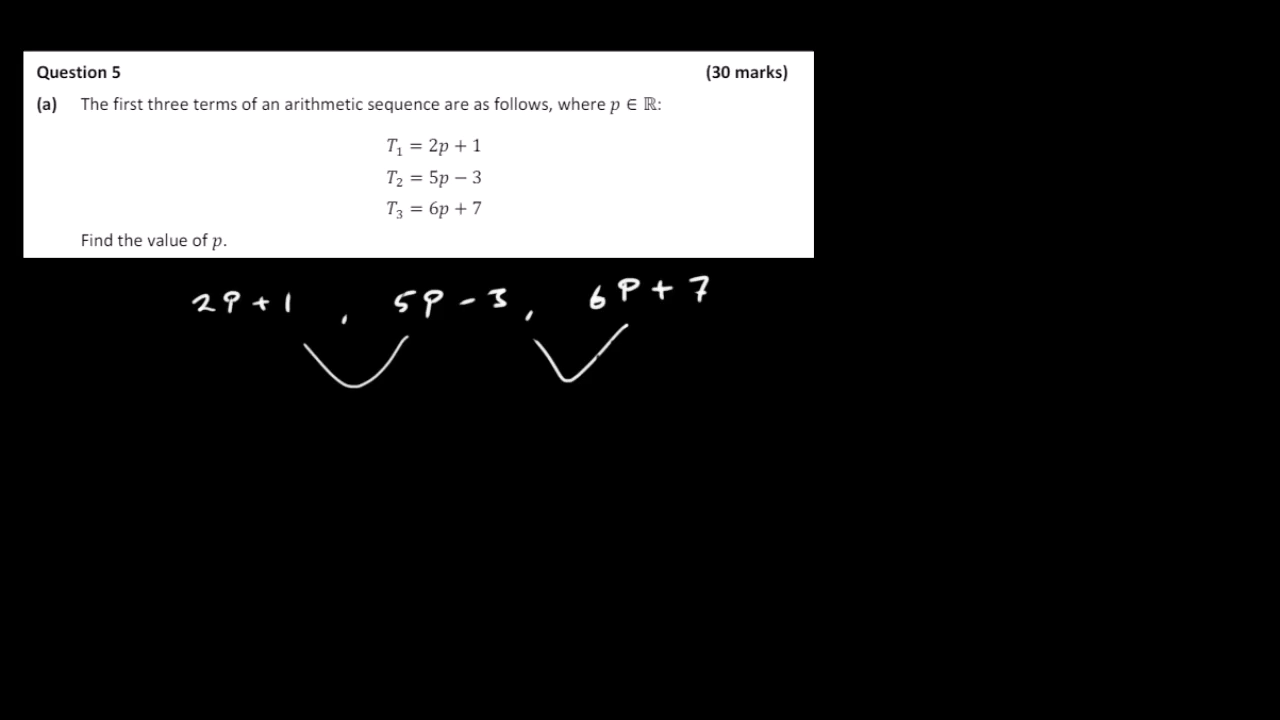 Question 5 (30 marks)
(a) The first three terms of an arithmetic sequence are as follows, where p ∈ ℝ:
T₁ = 2p + 1
T₂ = 5p − 3
T₃ = 6p + 7
Find the value of p.
2P + 1 , 5P - 3 , 6P + 7